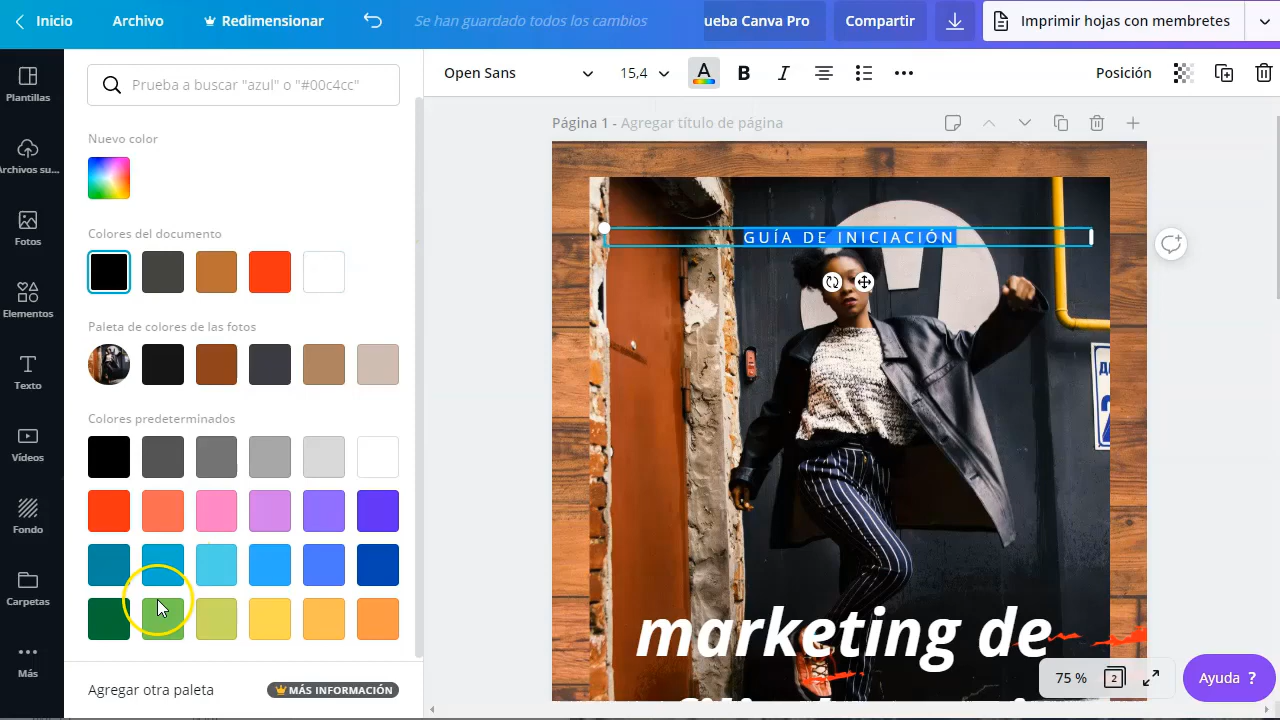 Inicio
Archivo
Redimensionar
Se han guardado todos los cambios
ueba Canva Pro
Compartir
Imprimir hojas con membretes
Plantillas
Archivos su...
Fotos
Elementos
Texto
Vídeos
Fondo
Carpetas
Más
Prueba a buscar "azul" o "#00c4cc"
Nuevo color
Colores del documento
Paleta de colores de las fotos
Colores predeterminados
Agregar otra paleta
MÁS INFORMACIÓN
Open Sans
15,4
A
B
I
Posición
Página 1 - Agregar título de página
GUÍA DE INICIACIÓN
marketing de
75 %
2
Ayuda ?